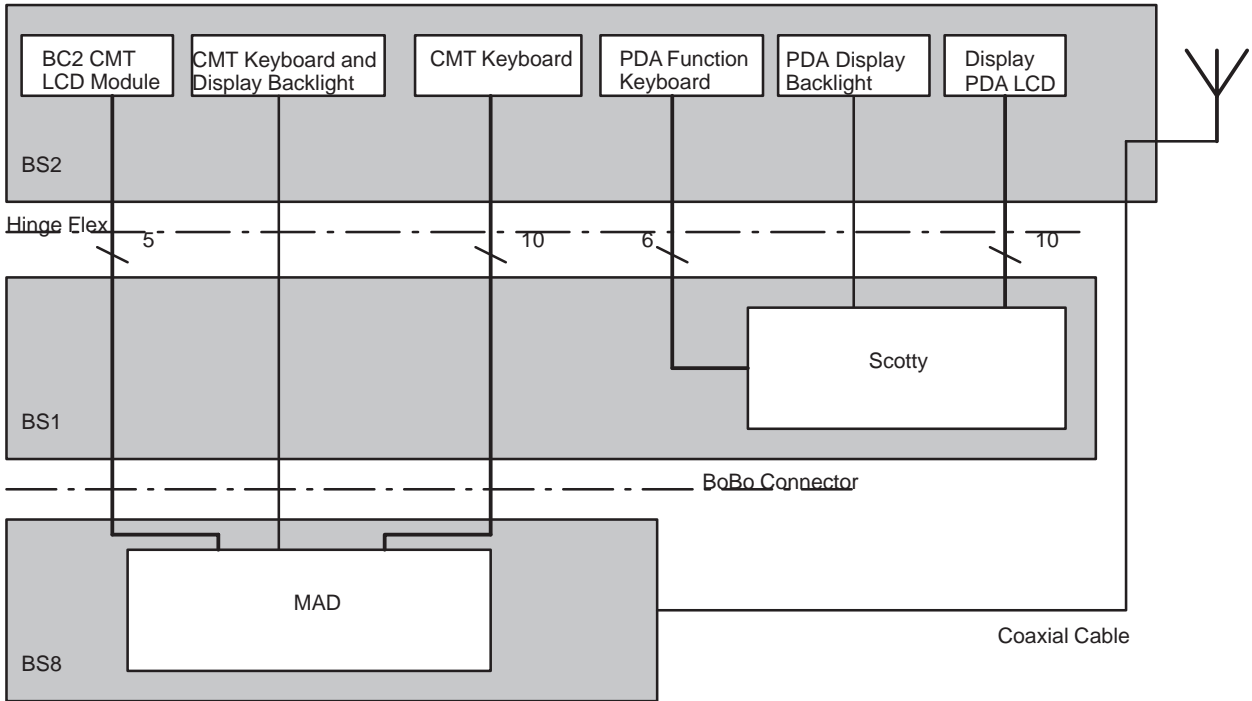 BC2 CMT
LCD Module
CMT Keyboard and
Display Backlight
CMT Keyboard
PDA Function
Keyboard
PDA Display
Backlight
Display
PDA LCD
BS2
Hinge Flex
5
10
6
10
Scotty
BS1
BoBo Connector
MAD
Coaxial Cable
BS8